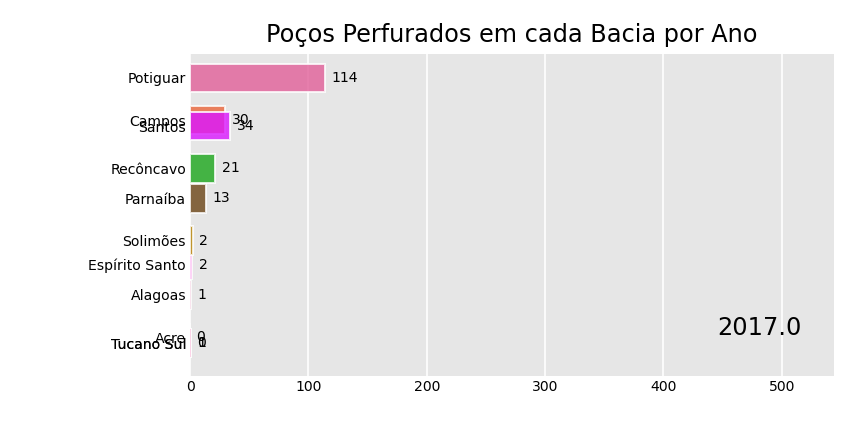 Poços Perfurados em cada Bacia por Ano
Potiguar 114
Campos 30
Santos 34
Recôncavo 21
Parnaíba 13
Solimões 2
Espírito Santo 2
Alagoas 1
Acre 0
Tucano Sul
2017.0
0 100 200 300 400 500